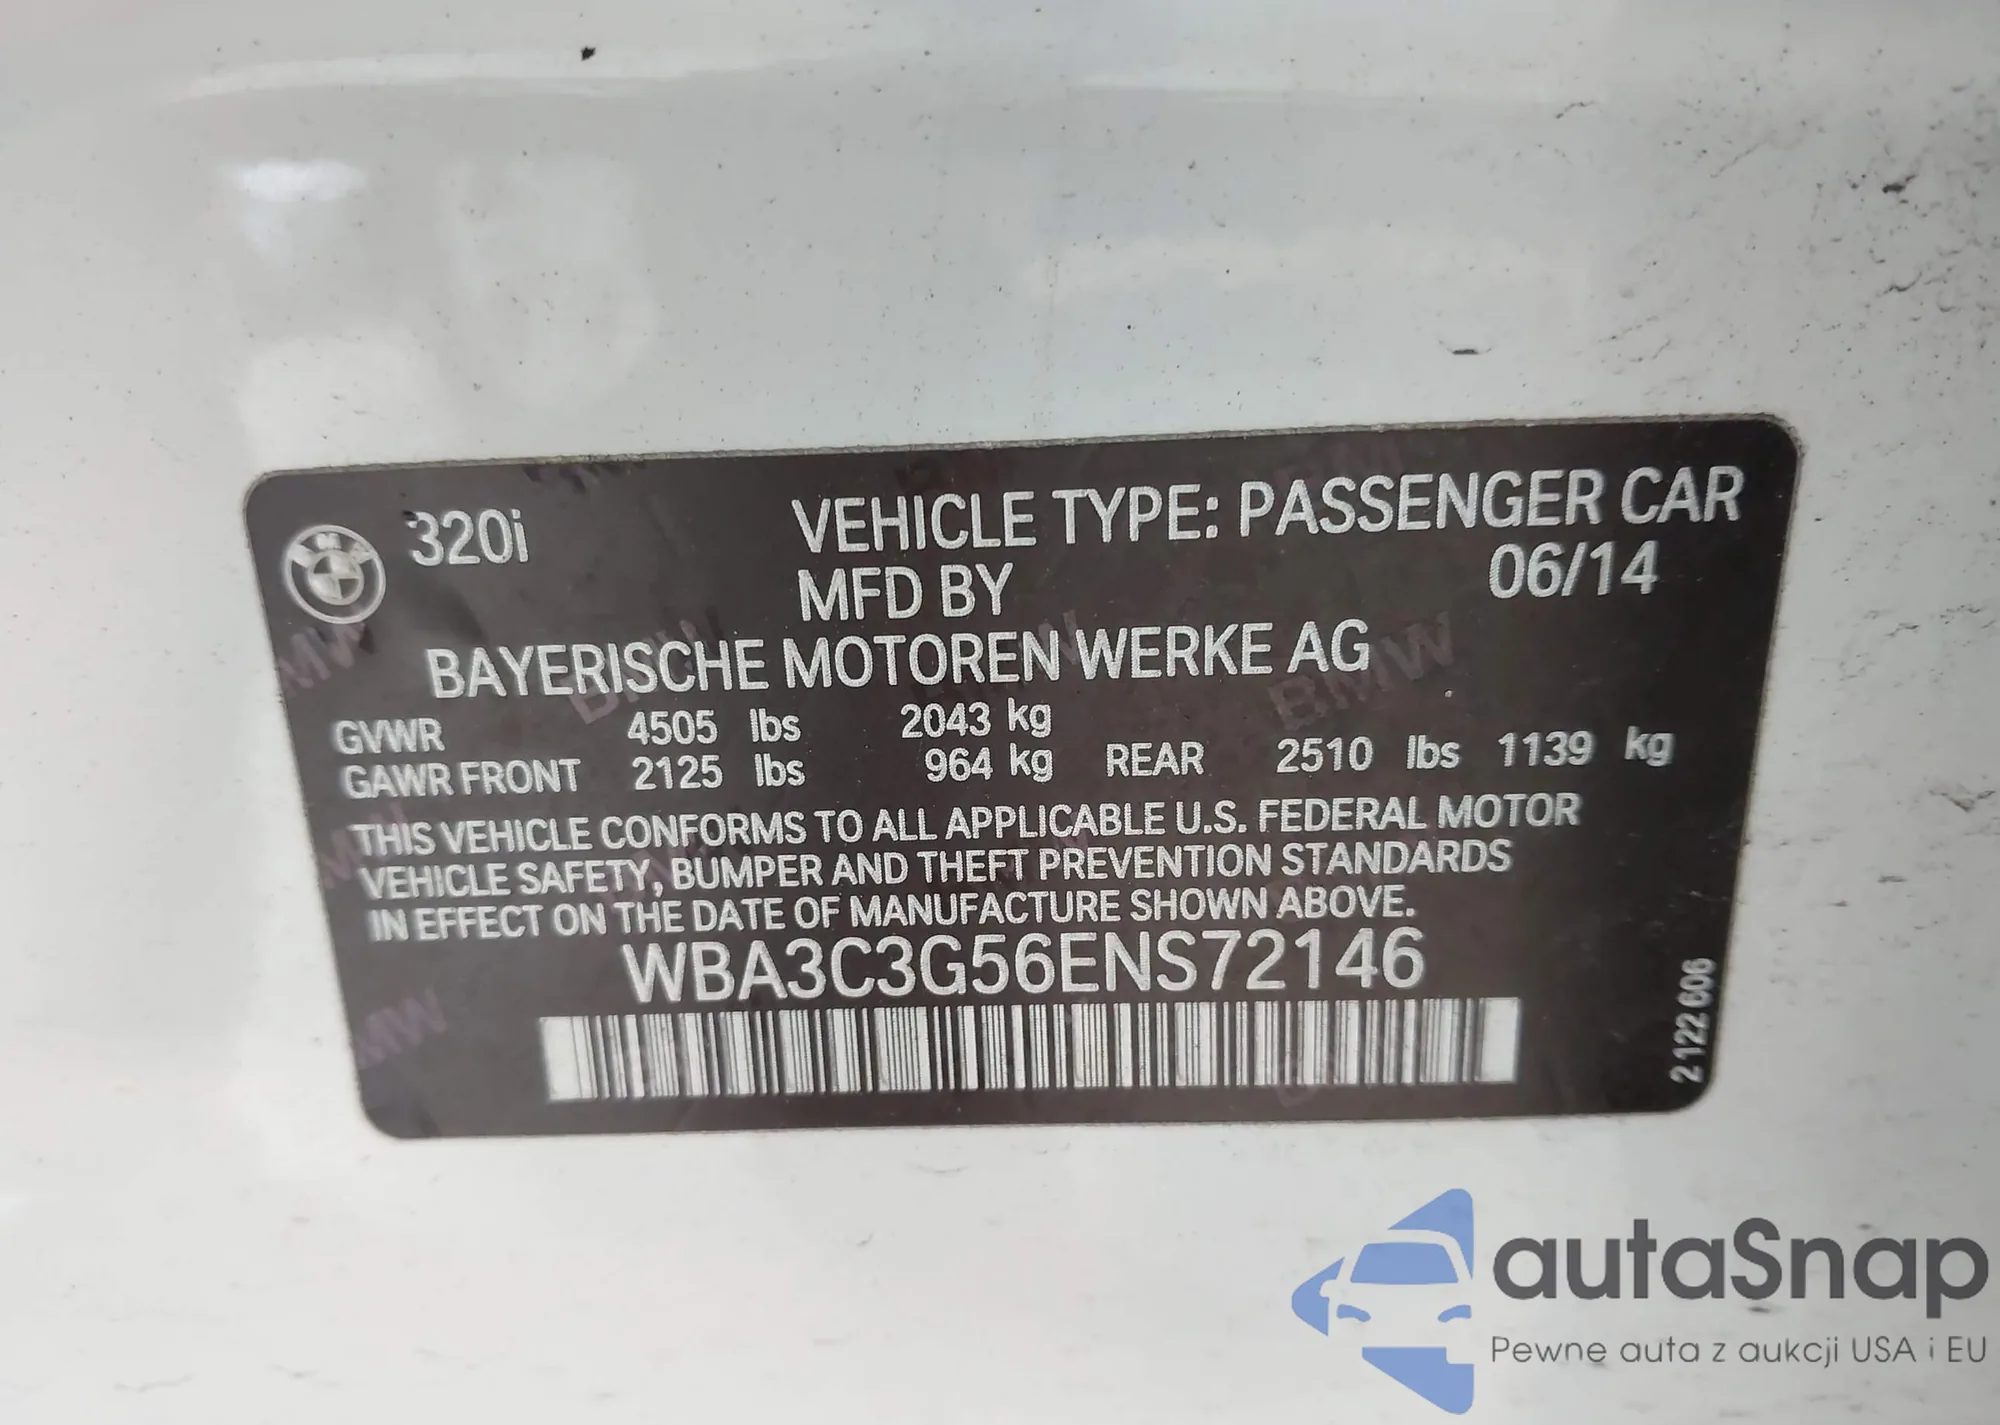 320i
VEHICLE TYPE: PASSENGER CAR
MFD BY 06/14
BAYERISCHE MOTOREN WERKE AG
GVWR 4505 lbs 2043 kg
GAWR FRONT 2125 lbs 964 kg REAR 2510 lbs 1139 kg
THIS VEHICLE CONFORMS TO ALL APPLICABLE U.S. FEDERAL MOTOR
VEHICLE SAFETY, BUMPER AND THEFT PREVENTION STANDARDS
IN EFFECT ON THE DATE OF MANUFACTURE SHOWN ABOVE.
WBA3C3G56ENS72146
2122606
autaSnap
Pewne auta z aukcji USA i EU